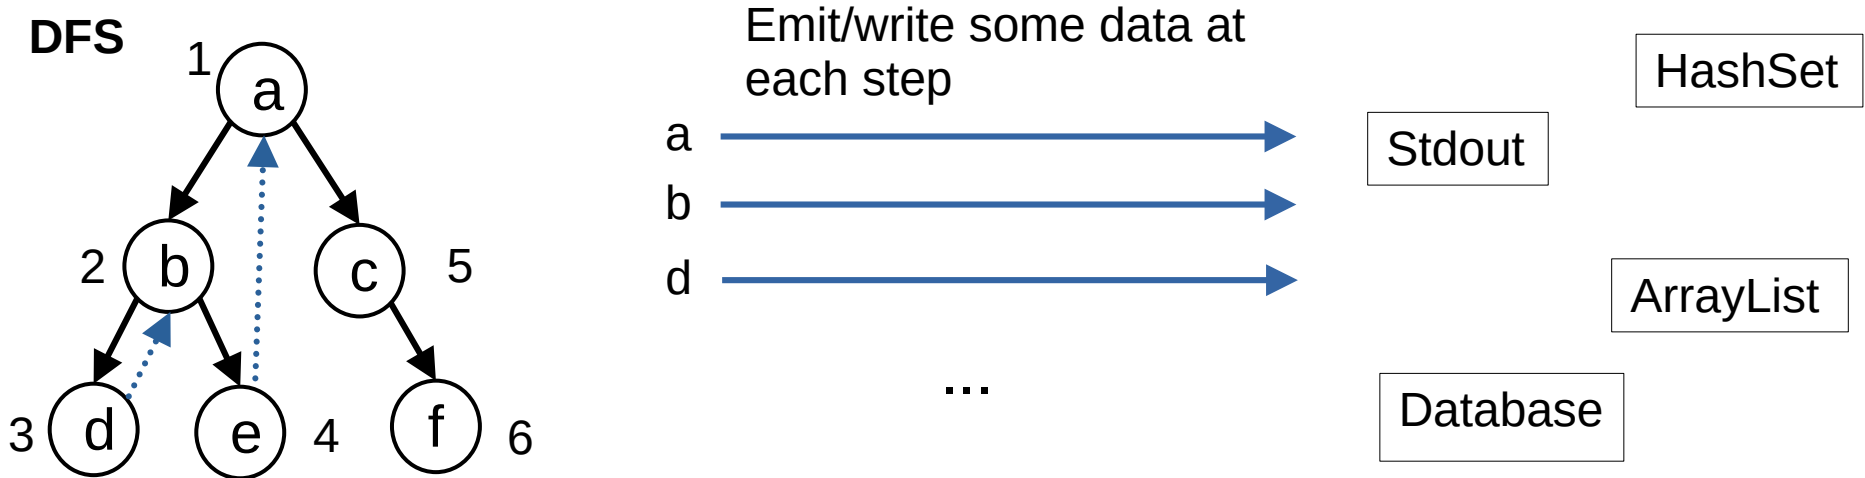 DFS
1
a
2
b
c
5
3
d
e
4
f
6
Emit/write some data at
each step
a
b
d
...
HashSet
Stdout
ArrayList
Database